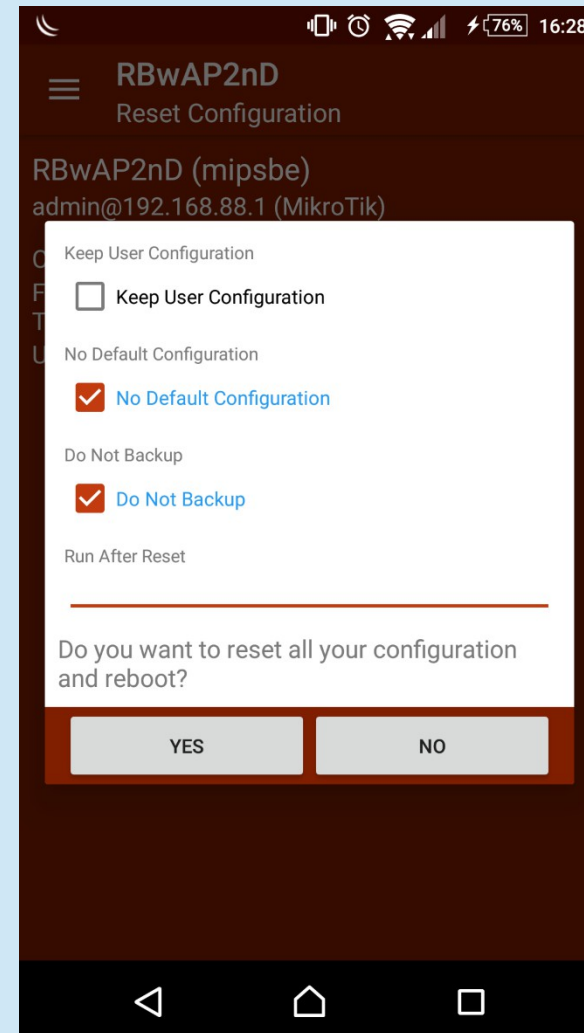 76% 16:28
RBwAP2nD
Reset Configuration
RBwAP2nD (mipsbe)
admin@192.168.88.1 (MikroTik)
C
F
T
U
Keep User Configuration
Keep User Configuration
No Default Configuration
No Default Configuration
Do Not Backup
Do Not Backup
Run After Reset
Do you want to reset all your configuration
and reboot?
YES NO